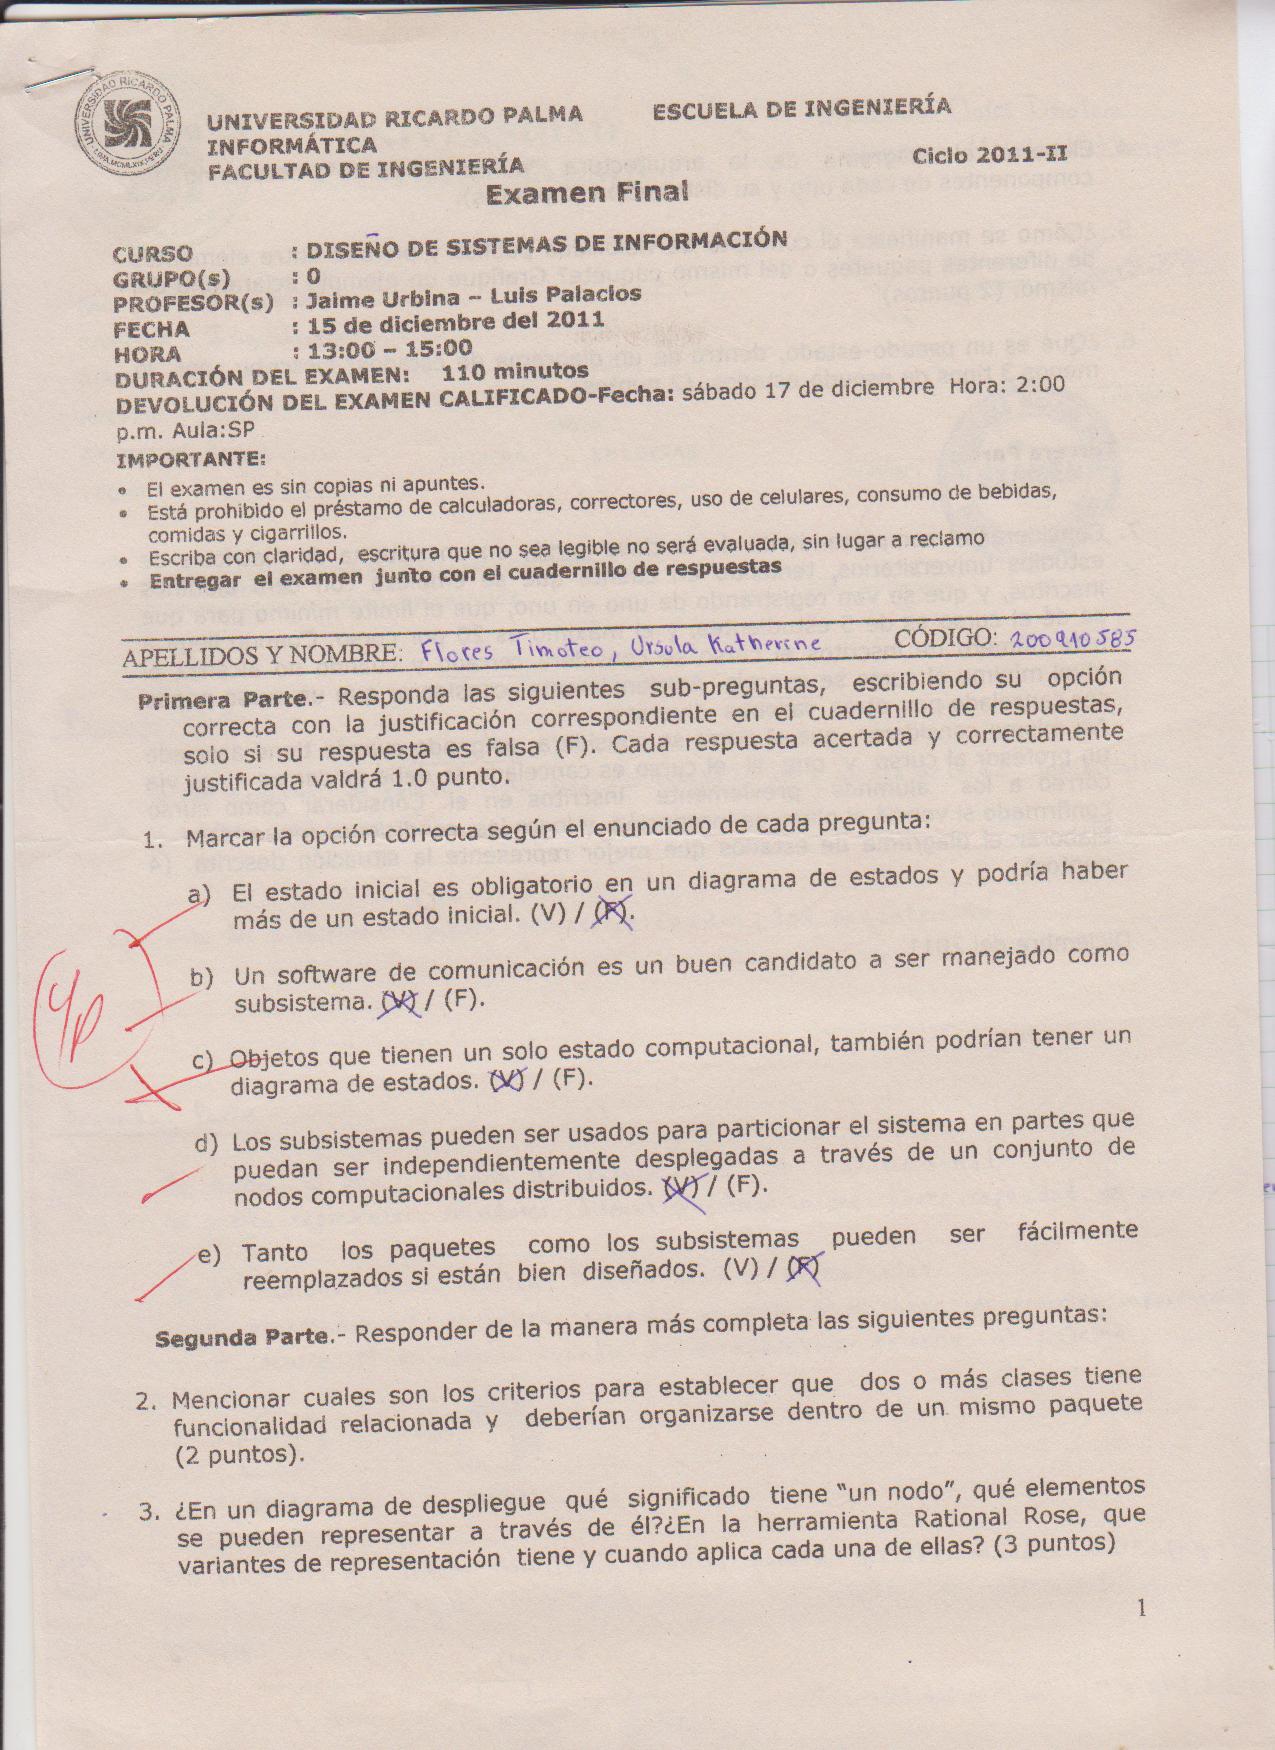 UNIVERSIDAD RICARDO PALMA ESCUELA DE INGENIERÍA
INFORMÁTICA
FACULTAD DE INGENIERÍA Ciclo 2011-II
Examen Final
CURSO : DISEÑO DE SISTEMAS DE INFORMACIÓN
GRUPO(s) : 0
PROFESOR(s) : Jaime Urbina – Luis Palacios
FECHA : 15 de diciembre del 2011
HORA : 13:00 – 15:00
DURACIÓN DEL EXAMEN: 110 minutos
DEVOLUCIÓN DEL EXAMEN CALIFICADO-Fecha: sábado 17 de diciembre Hora: 2:00
p.m. Aula:SP
IMPORTANTE:
• El examen es sin copias ni apuntes.
• Está prohibido el préstamo de calculadoras, correctores, uso de celulares, consumo de bebidas,
comidas y cigarrillos.
• Escriba con claridad, escritura que no sea legible no será evaluada, sin lugar a reclamo
• Entregar el examen junto con el cuadernillo de respuestas
APELLIDOS Y NOMBRE: Flores Timoteo, Ursula Katherine CÓDIGO: 200910585
Primera Parte.- Responda las siguientes sub-preguntas, escribiendo su opción
correcta con la justificación correspondiente en el cuadernillo de respuestas,
solo si su respuesta es falsa (F). Cada respuesta acertada y correctamente
justificada valdrá 1.0 punto.
1. Marcar la opción correcta según el enunciado de cada pregunta:
a) El estado inicial es obligatorio en un diagrama de estados y podría haber
más de un estado inicial. (V) / (F).
b) Un software de comunicación es un buen candidato a ser manejado como
subsistema. (V) / (F).
c) Objetos que tienen un solo estado computacional, también podrían tener un
diagrama de estados. (V) / (F).
d) Los subsistemas pueden ser usados para particionar el sistema en partes que
puedan ser independientemente desplegadas a través de un conjunto de
nodos computacionales distribuidos. (V) / (F).
e) Tanto los paquetes como los subsistemas pueden ser fácilmente
reemplazados si están bien diseñados. (V) / (F)
Segunda Parte.- Responder de la manera más completa las siguientes preguntas:
2. Mencionar cuales son los criterios para establecer que dos o más clases tiene
funcionalidad relacionada y deberían organizarse dentro de un mismo paquete
(2 puntos).
3. ¿En un diagrama de despliegue qué significado tiene "un nodo", qué elementos
se pueden representar a través de él?¿En la herramienta Rational Rose, que
variantes de representación tiene y cuando aplica cada una de ellas? (3 puntos)
1